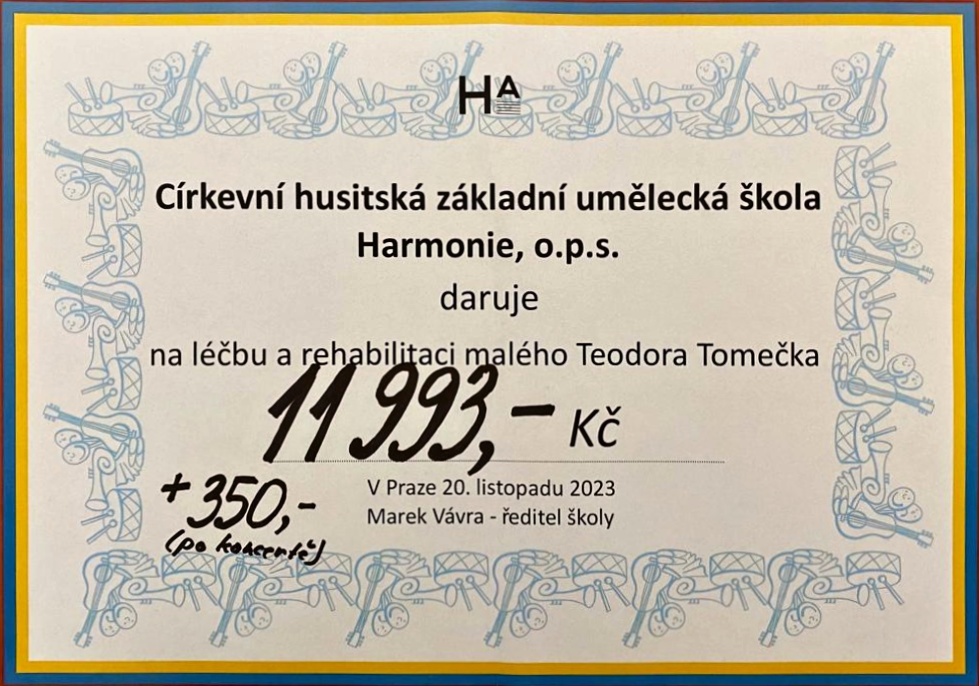 HA
Církevní husitská základní umělecká škola
Harmonie, o.p.s.
daruje
na léčbu a rehabilitaci malého Teodora Tomečka
11 993,- Kč
+ 350,-
(po koncertě)
V Praze 20. listopadu 2023
Marek Vávra - ředitel školy